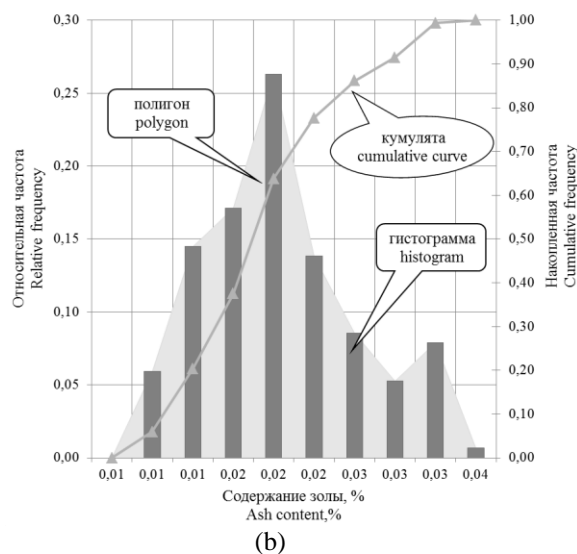 0,30
0,25
0,20
0,15
0,10
0,05
0,00
Относительная частота
Relative frequency
полигон
polygon
кумулята
cumulative curve
гистограмма
histogram
1,00
0,90
0,80
0,70
0,60
0,50
0,40
0,30
0,20
0,10
0,00
Накопленная частота
Cumulative frequency
0,01 0,01 0,01 0,02 0,02 0,02 0,03 0,03 0,03 0,04
Содержание золы, %
Ash content,%
(b)